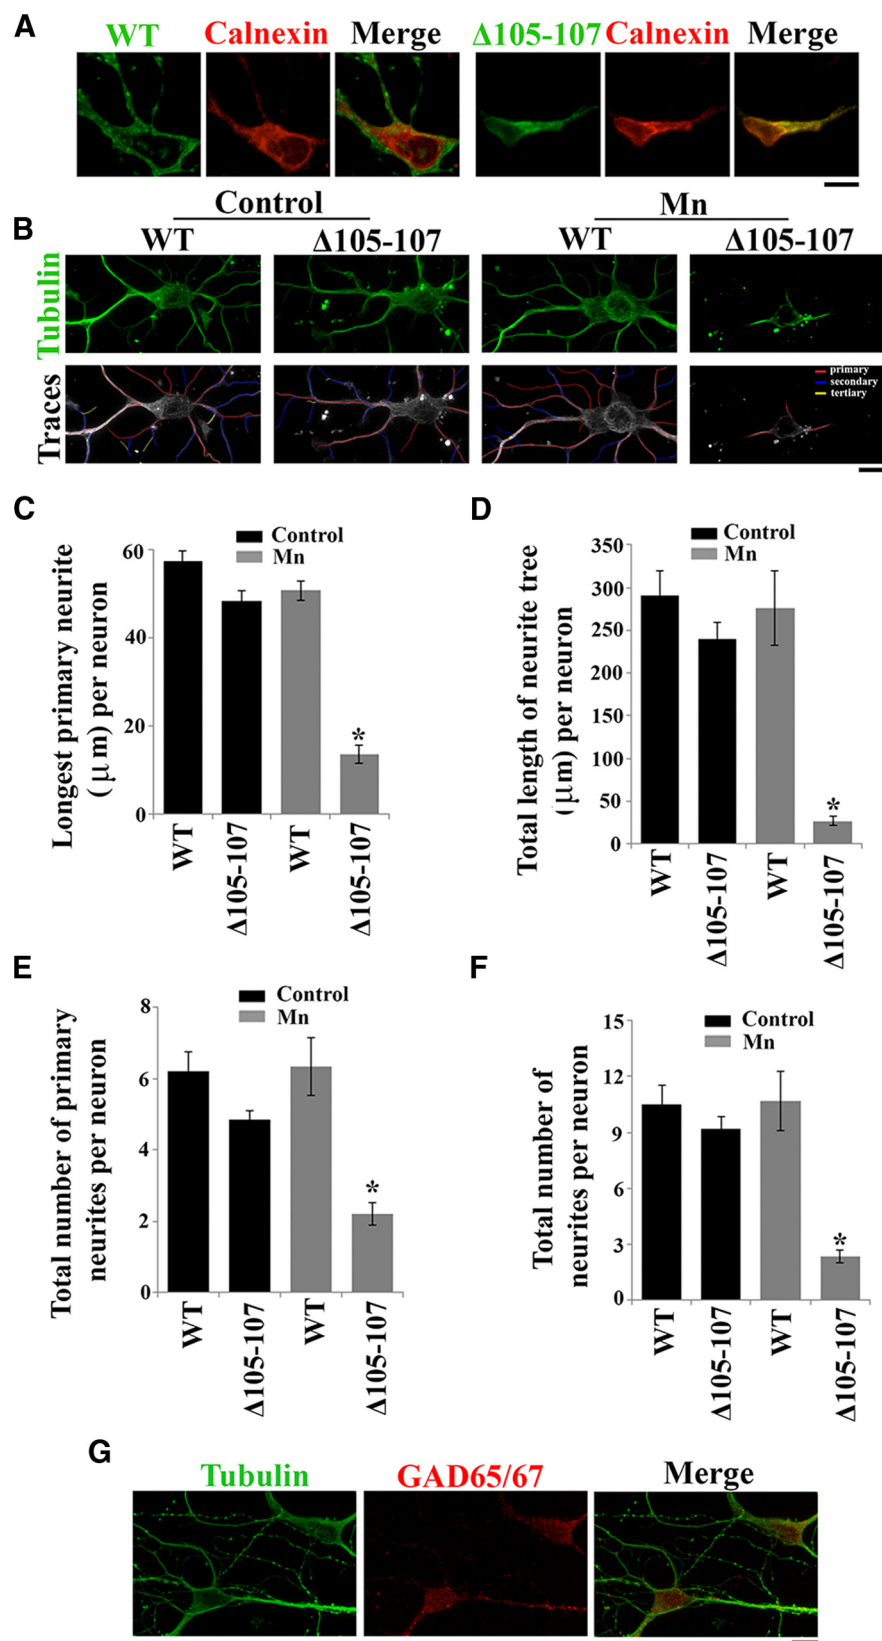 A
WT Calnexin Merge Δ105-107 Calnexin Merge
B
Control Mn
WT Δ105-107 WT Δ105-107
Tubulin
Traces
primary
secondary
tertiary
C
Longest primary neurite
(μm) per neuron
Control
Mn
60
40
20
0
*
WT Δ105-107 WT Δ105-107
D
Total length of neurite tree
(μm) per neuron
Control
Mn
350
300
250
200
150
100
50
0
*
WT Δ105-107 WT Δ105-107
E
Total number of primary
neurites per neuron
Control
Mn
8
6
4
2
0
*
WT Δ105-107 WT Δ105-107
F
Total number of
neurites per neuron
Control
Mn
15
12
9
6
3
0
*
WT Δ105-107 WT Δ105-107
G
Tubulin GAD65/67 Merge